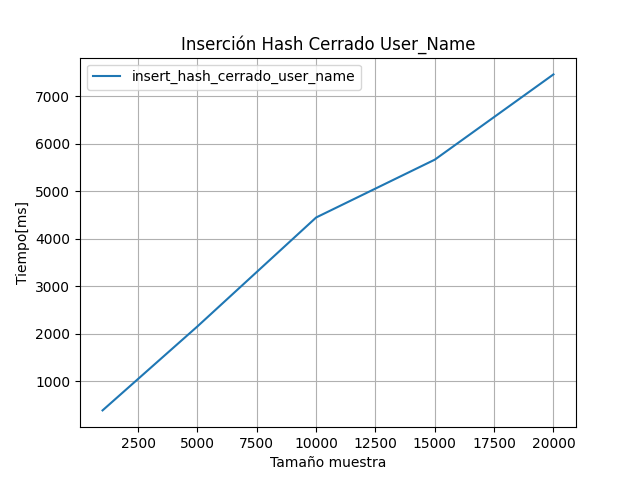 Inserción Hash Cerrado User_Name
insert_hash_cerrado_user_name
Tiempo[ms]
7000
6000
5000
4000
3000
2000
1000
2500 5000 7500 10000 12500 15000 17500 20000
Tamaño muestra